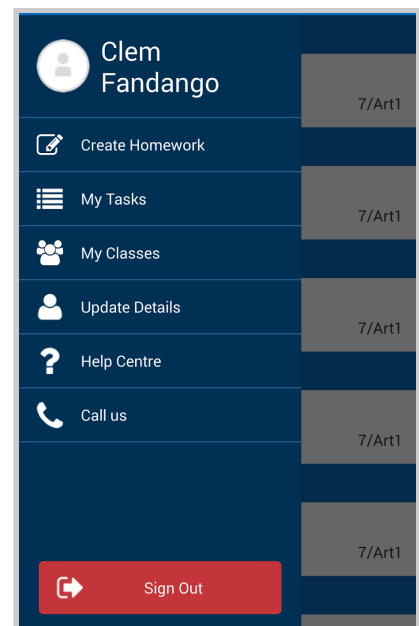 Clem
Fandango
Create Homework
My Tasks
My Classes
Update Details
Help Centre
Call us
Sign Out
7/Art1
7/Art1
7/Art1
7/Art1
7/Art1